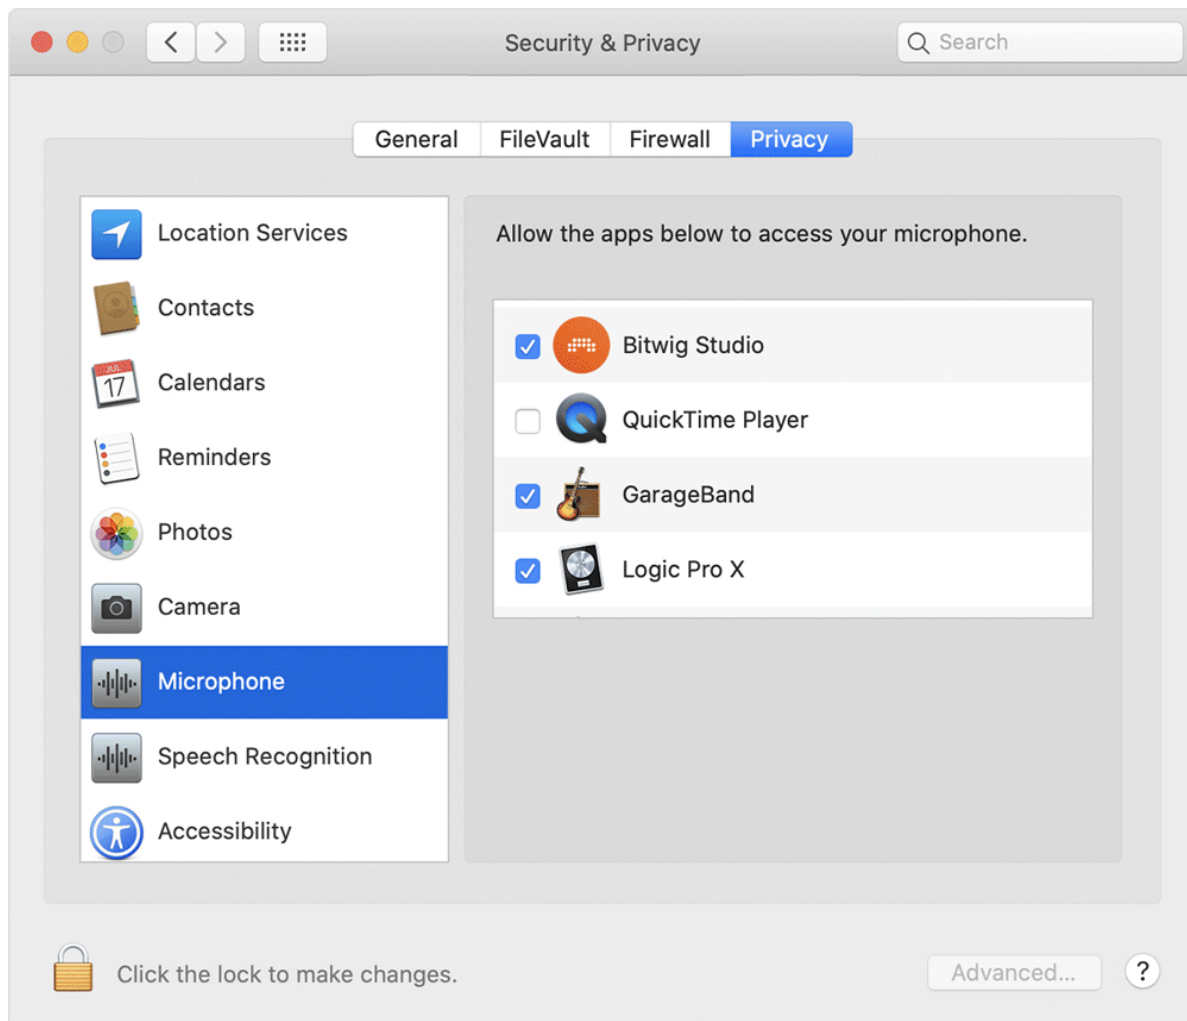 Security & Privacy
Search
General
FileVault
Firewall
Privacy
Location Services
Contacts
JUL
17
Calendars
Reminders
Photos
Camera
Microphone
Speech Recognition
Accessibility
Allow the apps below to access your microphone.
Bitwig Studio
QuickTime Player
GarageBand
Logic Pro X
Click the lock to make changes.
Advanced...
?